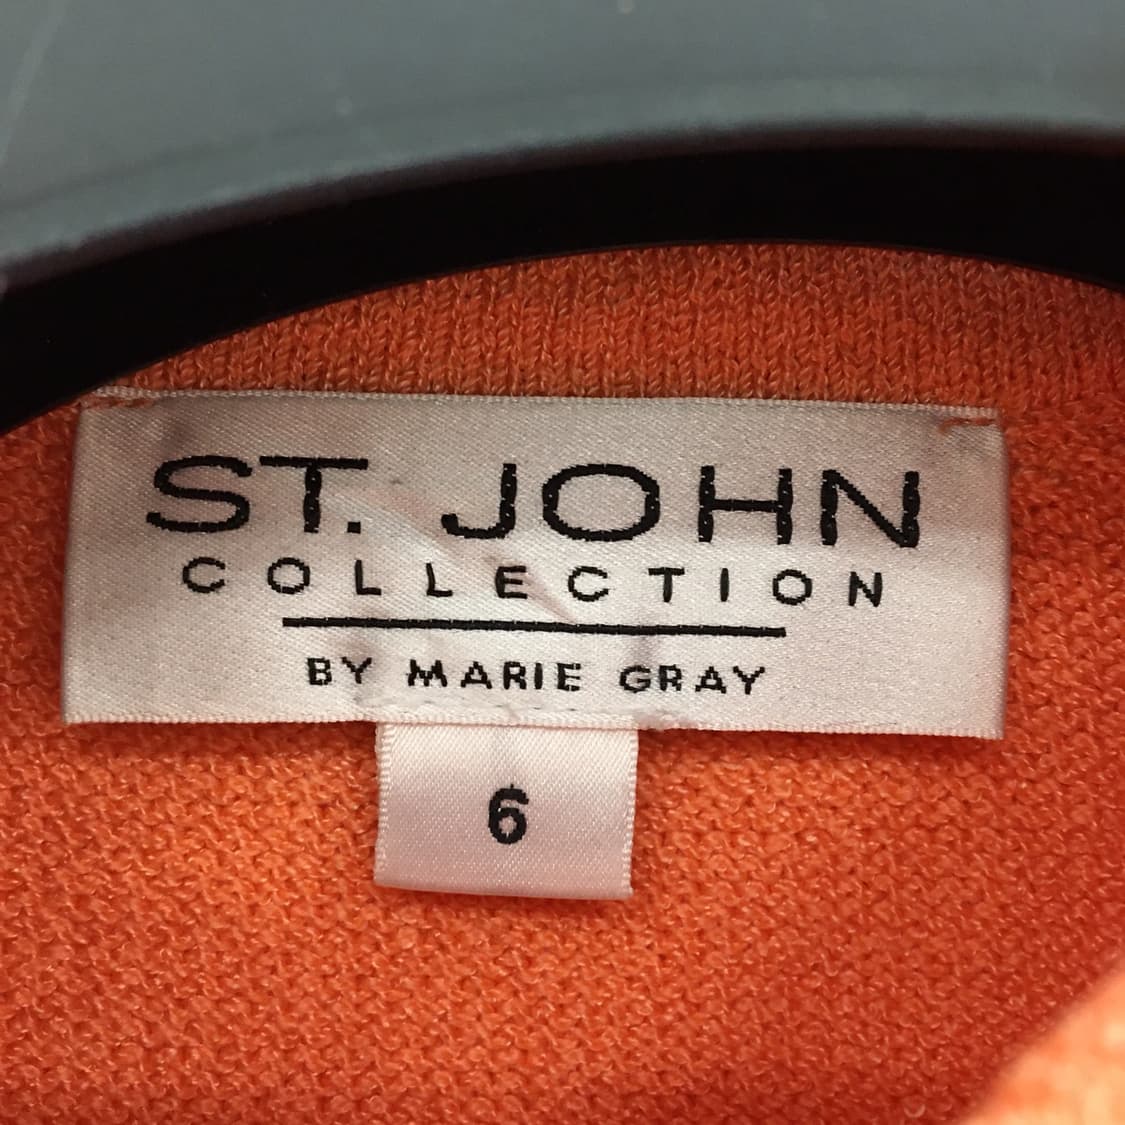 ST. JOHN
COLLECTION
BY MARIE GRAY
6